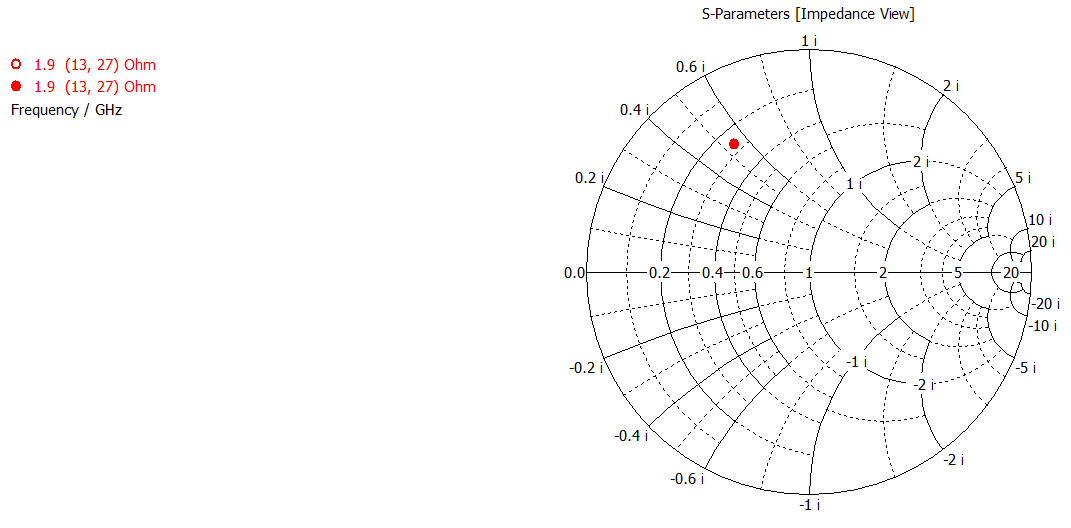 S-Parameters [Impedance View]
1.9 (13, 27) Ohm
1.9 (13, 27) Ohm
Frequency / GHz
1 i
0.6 i
2 i
0.4 i
0.2 i
2 i
1 i
5 i
10 i
20 i
0.0
0.2
0.4
0.6
1
2
5
20
-20 i
-10 i
-0.2 i
-1 i
-2 i
-5 i
-0.4 i
-0.6 i
-2 i
-1 i